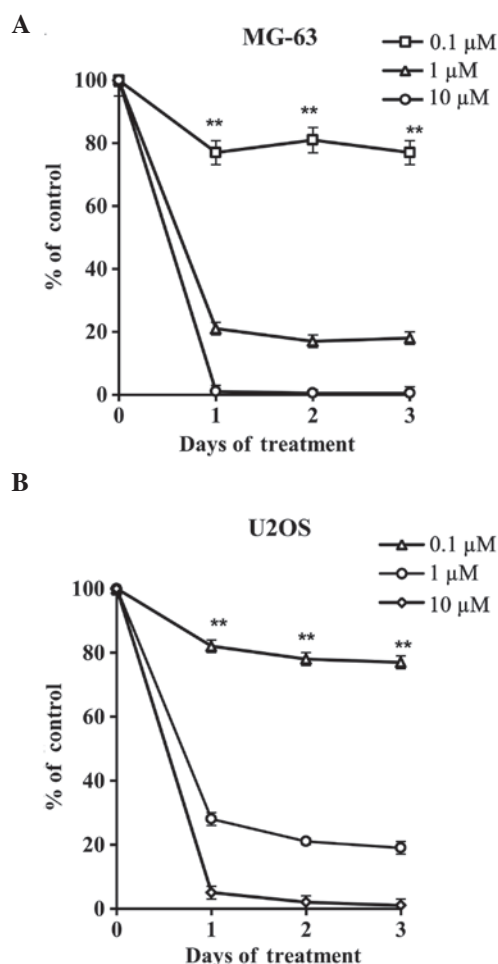 A
MG-63
0.1 µM
1 µM
10 µM
100
80
60
40
20
0
% of control
**
**
**
0 1 2 3
Days of treatment
B
U2OS
0.1 µM
1 µM
10 µM
100
80
60
40
20
0
% of control
**
**
**
0 1 2 3
Days of treatment